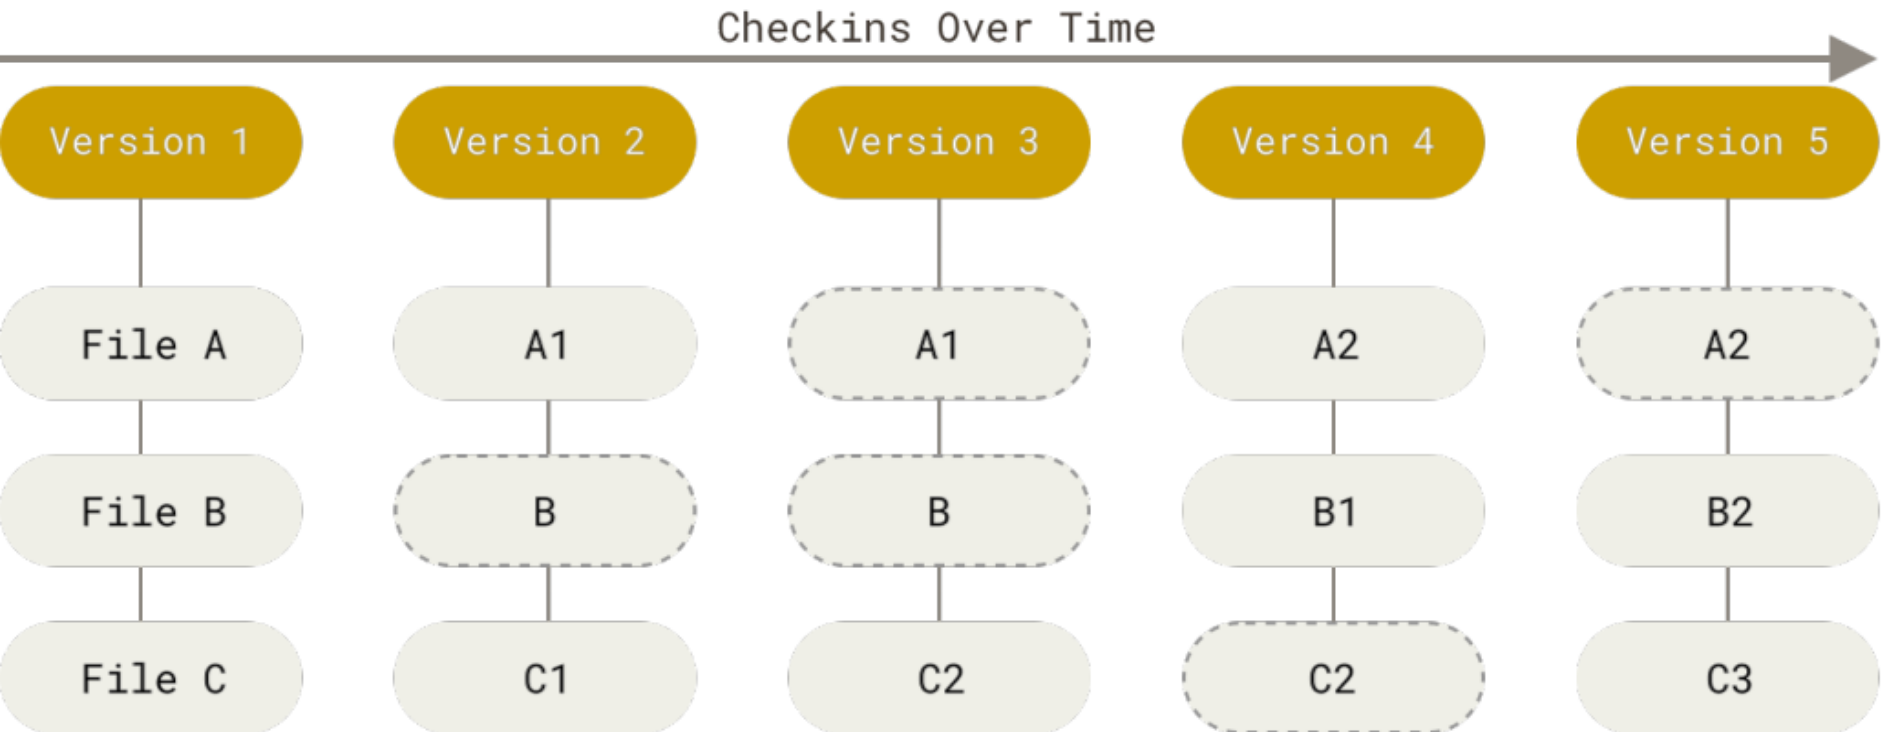 Checkins Over Time
Version 1 Version 2 Version 3 Version 4 Version 5
File A A1 A1 A2 A2
File B B B B1 B2
File C C1 C2 C2 C3